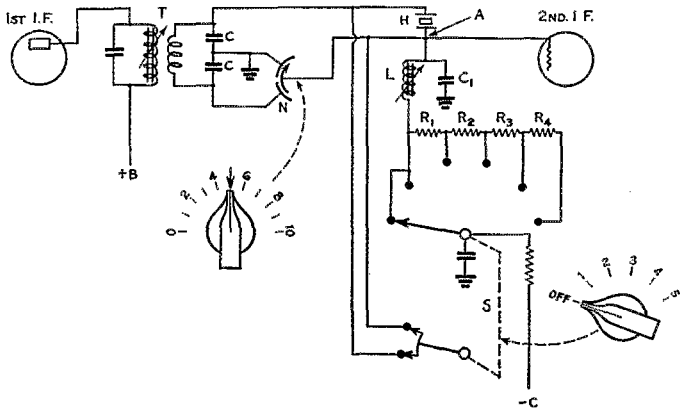 1ST I.F.
T
H
A
2ND. I F.
C
C
N
L
C1
R1 R2 R3 R4
+B
0 2 4 6 8 10
S
OFF 1 2 3 4 5
-C